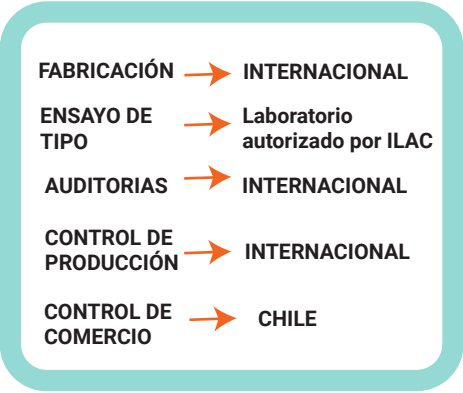 FABRICACIÓN INTERNACIONAL
ENSAYO DE Laboratorio
TIPO autorizado por ILAC
AUDITORIAS INTERNACIONAL
CONTROL DE
PRODUCCIÓN INTERNACIONAL
CONTROL DE
COMERCIO CHILE